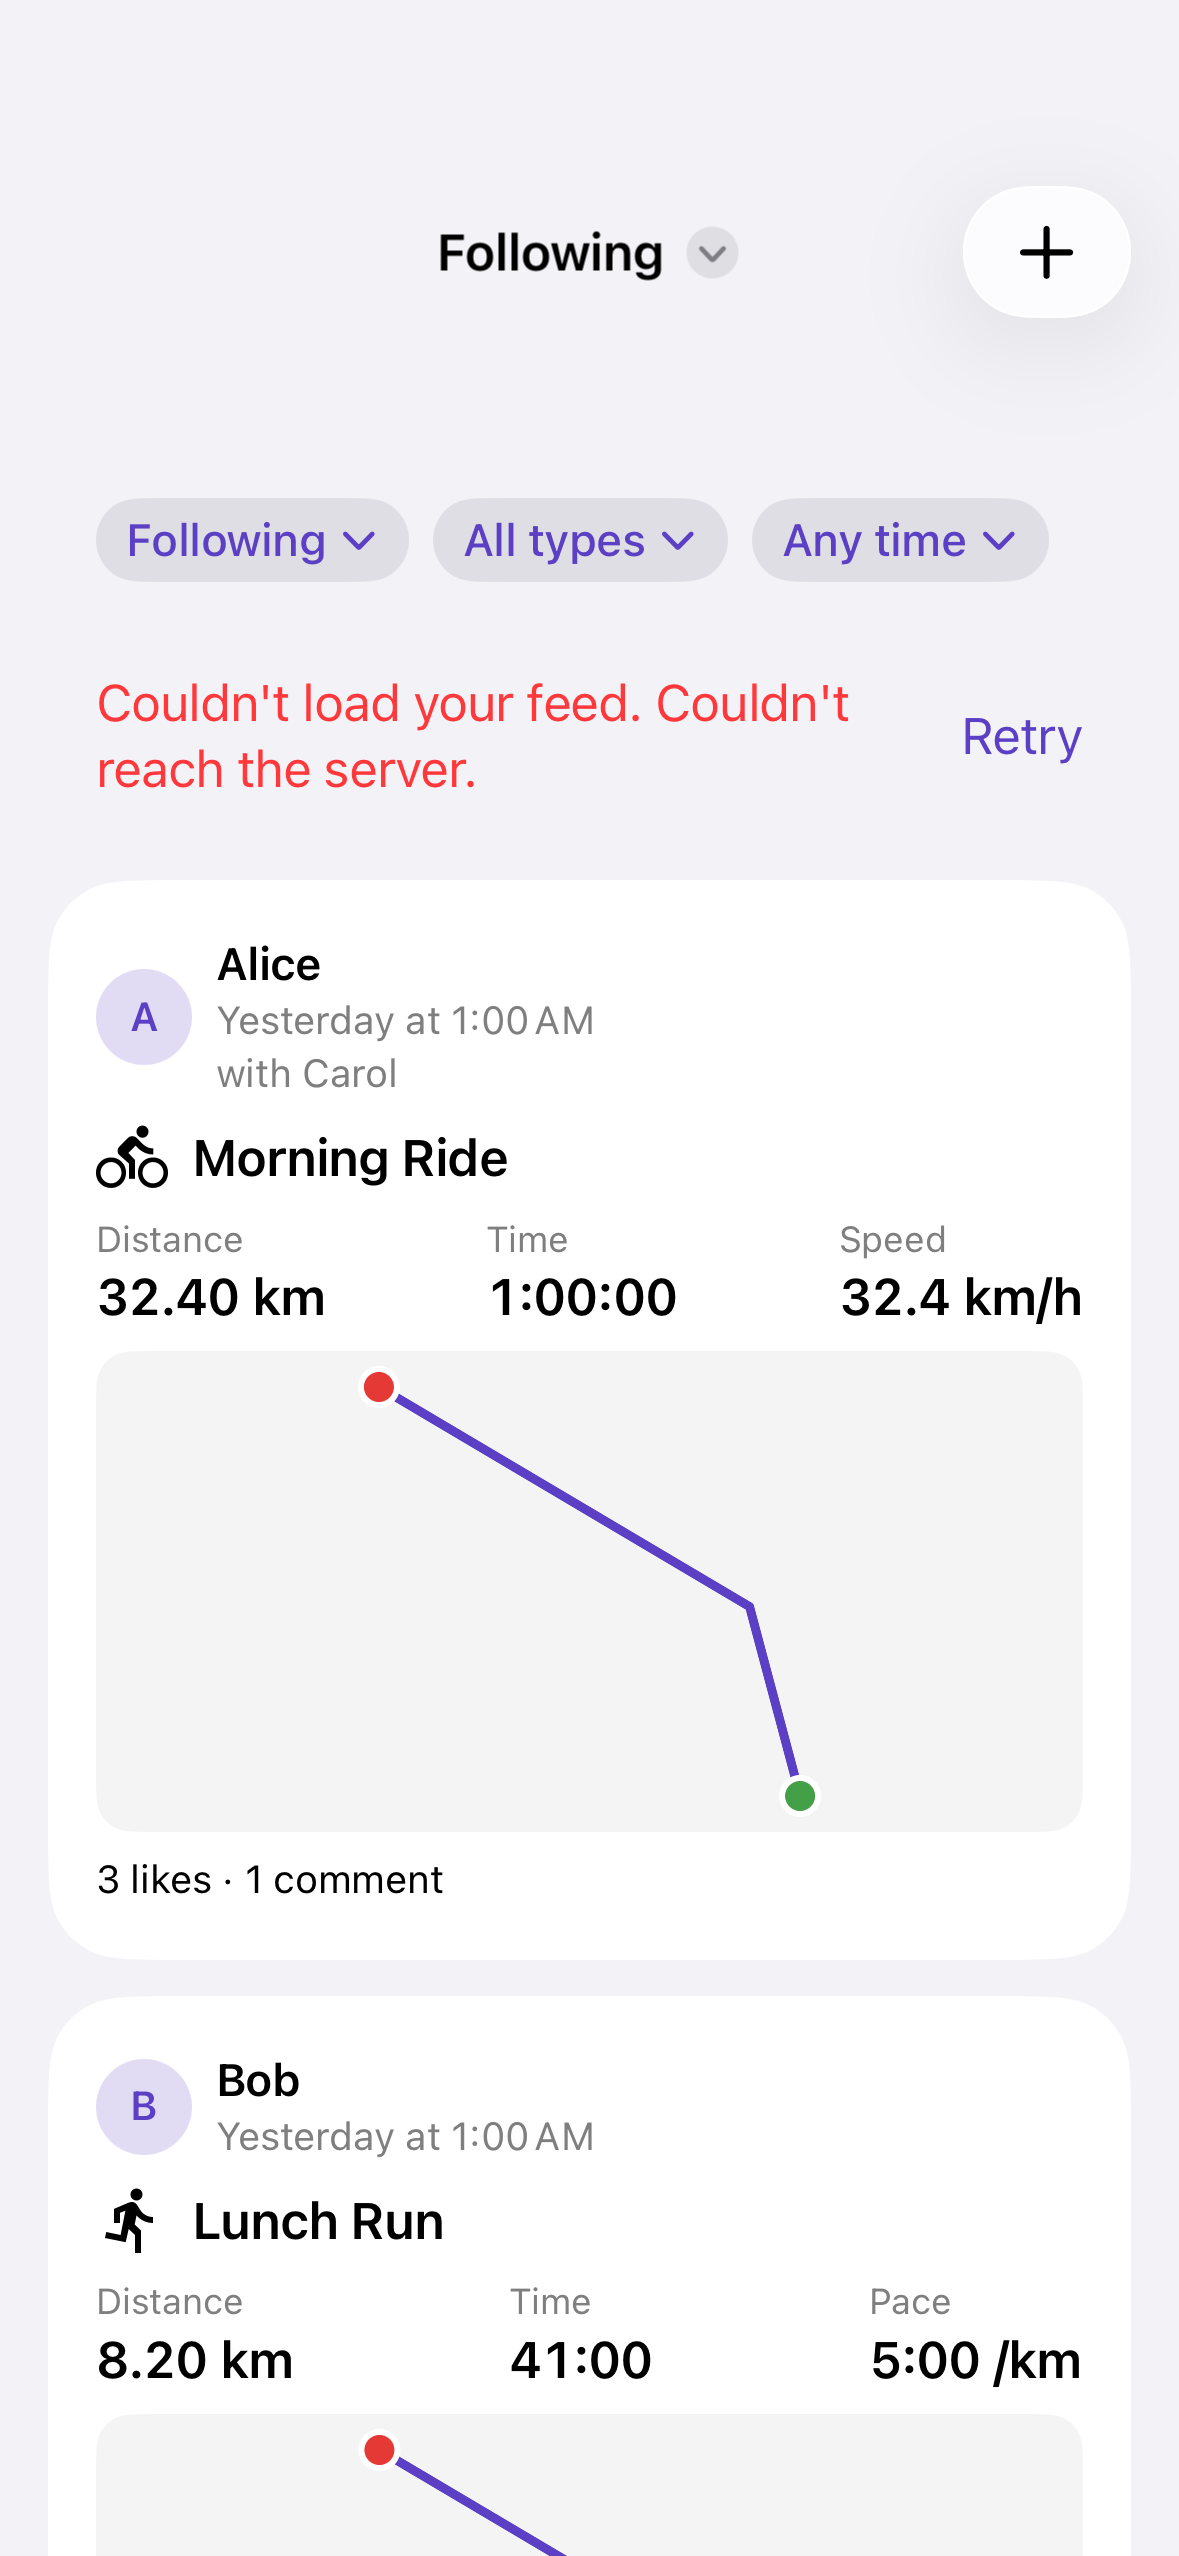 Following
Following
All types
Any time
Couldn't load your feed. Couldn't
reach the server.
Retry
A
Alice
Yesterday at 1:00 AM
with Carol
Morning Ride
Distance
Time
Speed
32.40 km
1:00:00
32.4 km/h
3 likes · 1 comment
B
Bob
Yesterday at 1:00 AM
Lunch Run
Distance
Time
Pace
8.20 km
41:00
5:00 /km